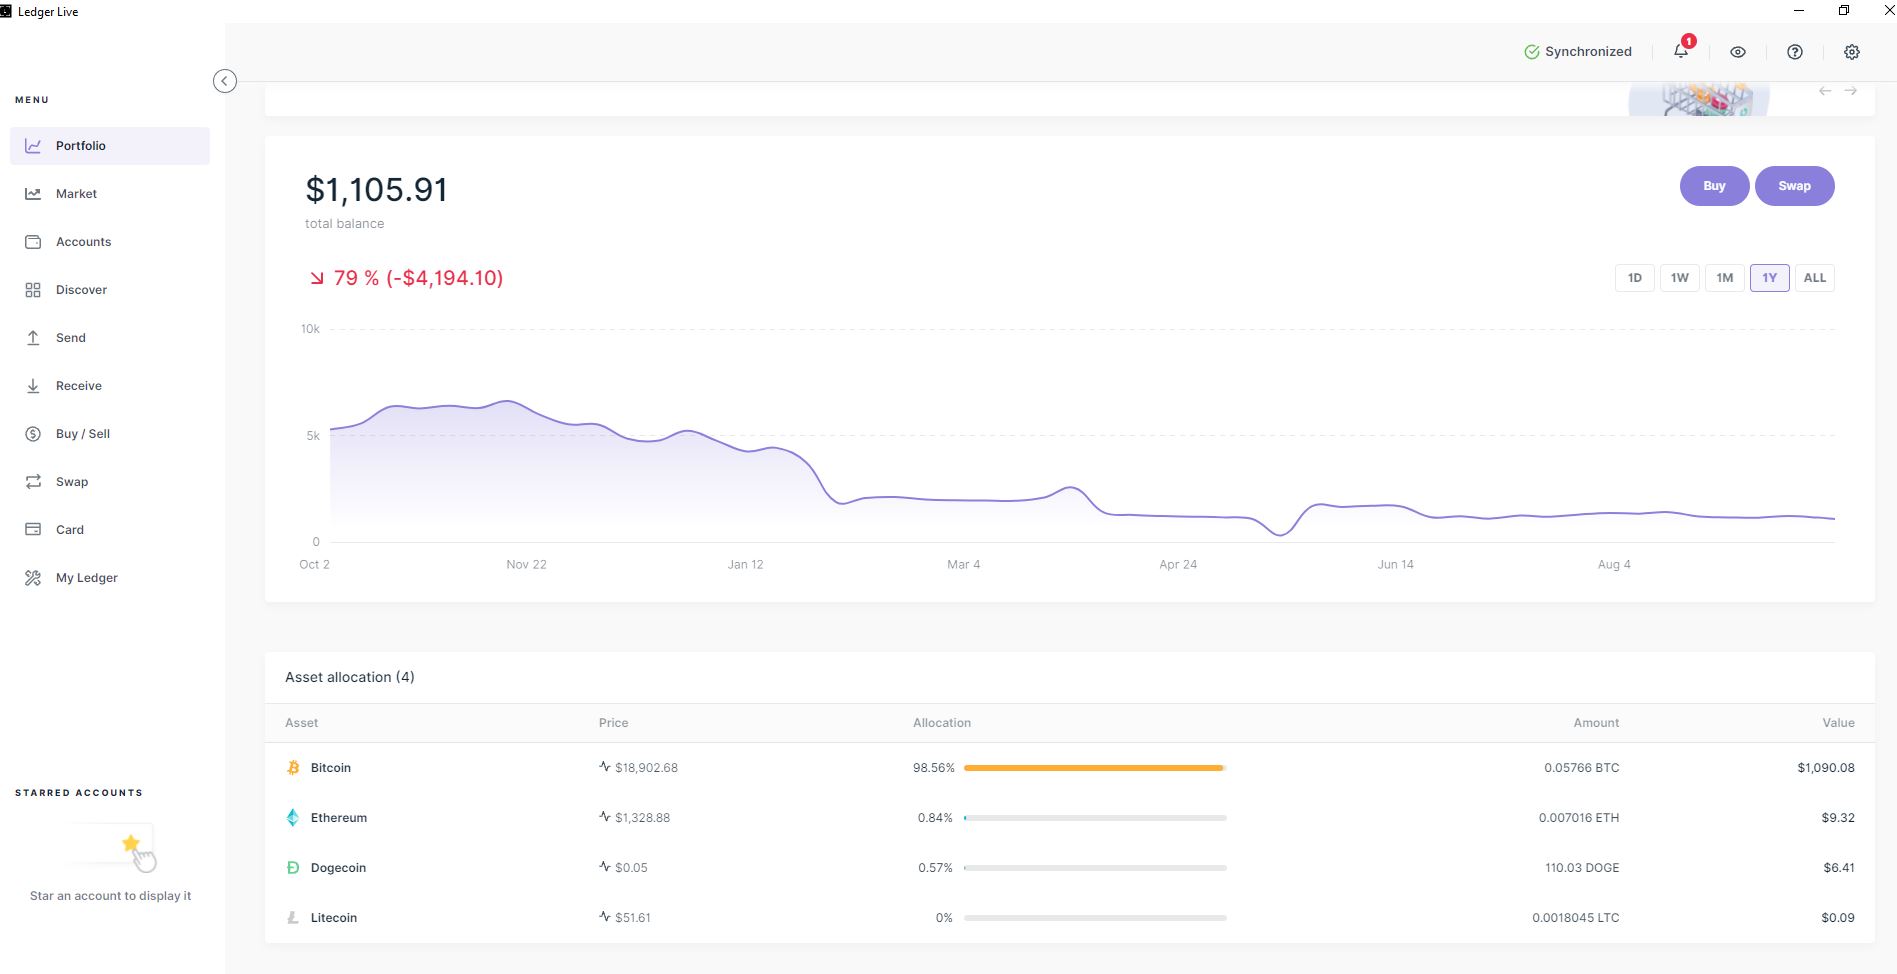 Ledger Live
Synchronized
1
MENU
Portfolio
Market
Accounts
Discover
Send
Receive
Buy / Sell
Swap
Card
My Ledger
STARRED ACCOUNTS
Star an account to display it
$1,105.91
total balance
Buy Swap
79 % (-$4,194.10)
1D 1W 1M 1Y ALL
10k
5k
0
Oct 2 Nov 22 Jan 12 Mar 4 Apr 24 Jun 14 Aug 4
Asset allocation (4)
Asset Price Allocation Amount Value
Bitcoin $18,902.68 98.56% 0.05766 BTC $1,090.08
Ethereum $1,328.88 0.84% 0.007016 ETH $9.32
Dogecoin $0.05 0.57% 110.03 DOGE $6.41
Litecoin $51.61 0% 0.0018045 LTC $0.09